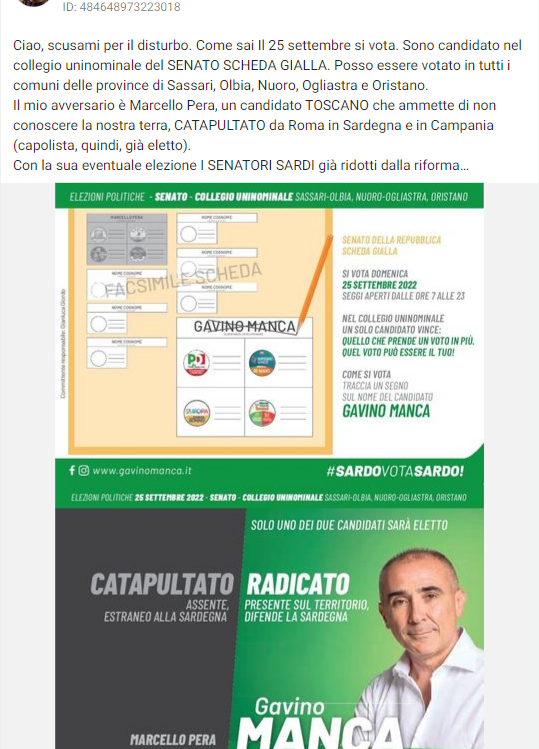 ID: 484648973223018
Ciao, scusami per il disturbo. Come sai Il 25 settembre si vota. Sono candidato nel
collegio uninominale del SENATO SCHEDA GIALLA. Posso essere votato in tutti i
comuni delle province di Sassari, Olbia, Nuoro, Ogliastra e Oristano.
Il mio avversario è Marcello Pera, un candidato TOSCANO che ammette di non
conoscere la nostra terra, CATAPULTATO da Roma in Sardegna e in Campania
(capolista, quindi, già eletto).
Con la sua eventuale elezione I SENATORI SARDI già ridotti dalla riforma...
ELEZIONI POLITICHE - SENATO - COLLEGIO UNINOMINALE SASSARI-OLBIA, NUORO-OGLIASTRA, ORISTANO
MARCELLO PERA
NOME COGNOME
NOME COGNOME
NOME COGNOME
NOME COGNOME
NOME COGNOME
NOME COGNOME
FACSIMILE SCHEDA
GAVINO MANCA
PD
Committente responsabile: Gianluca Giordo
SENATO DELLA REPUBBLICA
SCHEDA GIALLA
SI VOTA DOMENICA
25 SETTEMBRE 2022
SEGGI APERTI DALLE ORE 7 ALLE 23
NEL COLLEGIO UNINOMINALE
UN SOLO CANDIDATO VINCE:
QUELLO CHE PRENDE UN VOTO IN PIÙ.
QUEL VOTO PUÒ ESSERE IL TUO!
COME SI VOTA
TRACCIA UN SEGNO
SUL NOME DEL CANDIDATO
GAVINO MANCA
www.gavinomanca.it
#SARDOVOTASARDO!
ELEZIONI POLITICHE 25 SETTEMBRE 2022 - SENATO - COLLEGIO UNINOMINALE SASSARI-OLBIA, NUORO-OGLIASTRA, ORISTANO
SOLO UNO DEI DUE CANDIDATI SARÀ ELETTO
CATAPULTATO
ASSENTE,
ESTRANEO ALLA SARDEGNA
RADICATO
PRESENTE SUL TERRITORIO,
DIFENDE LA SARDEGNA
Gavino
MANCA
MARCELLO PERA